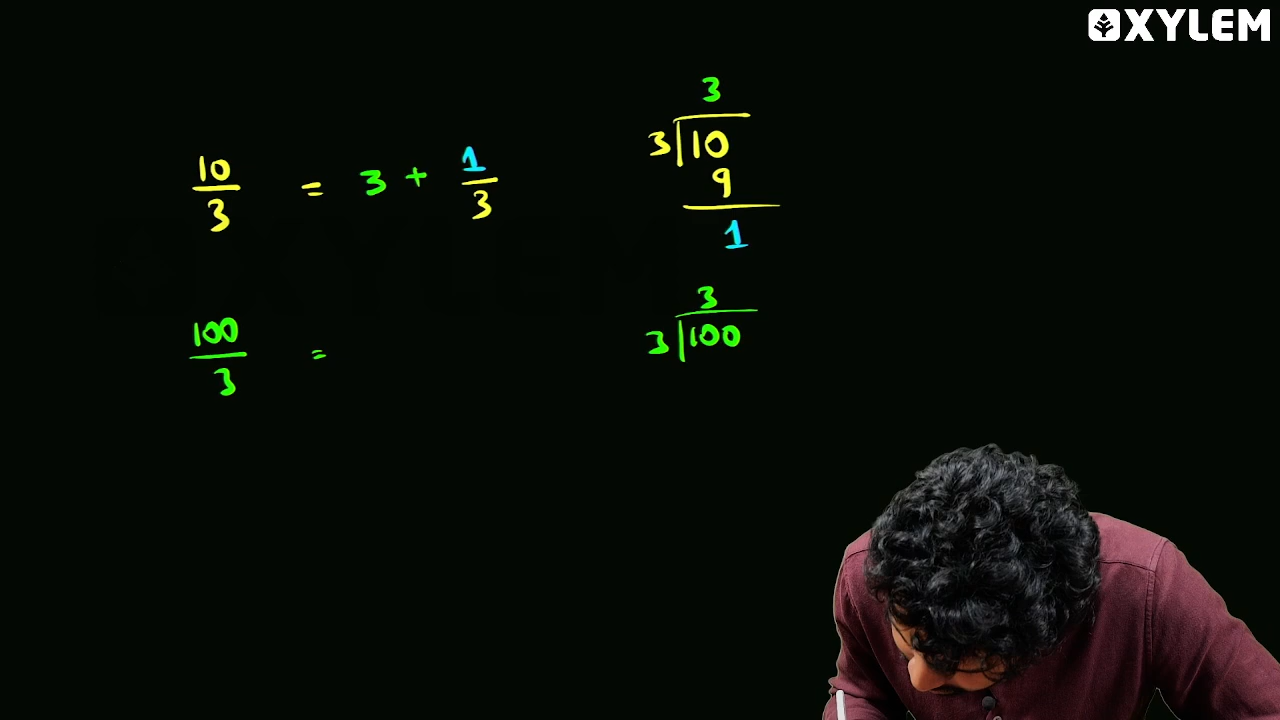 XYLEM
10/3 = 3 + 1/3
3
3 | 10
9
1
100/3 =
3
3 | 100